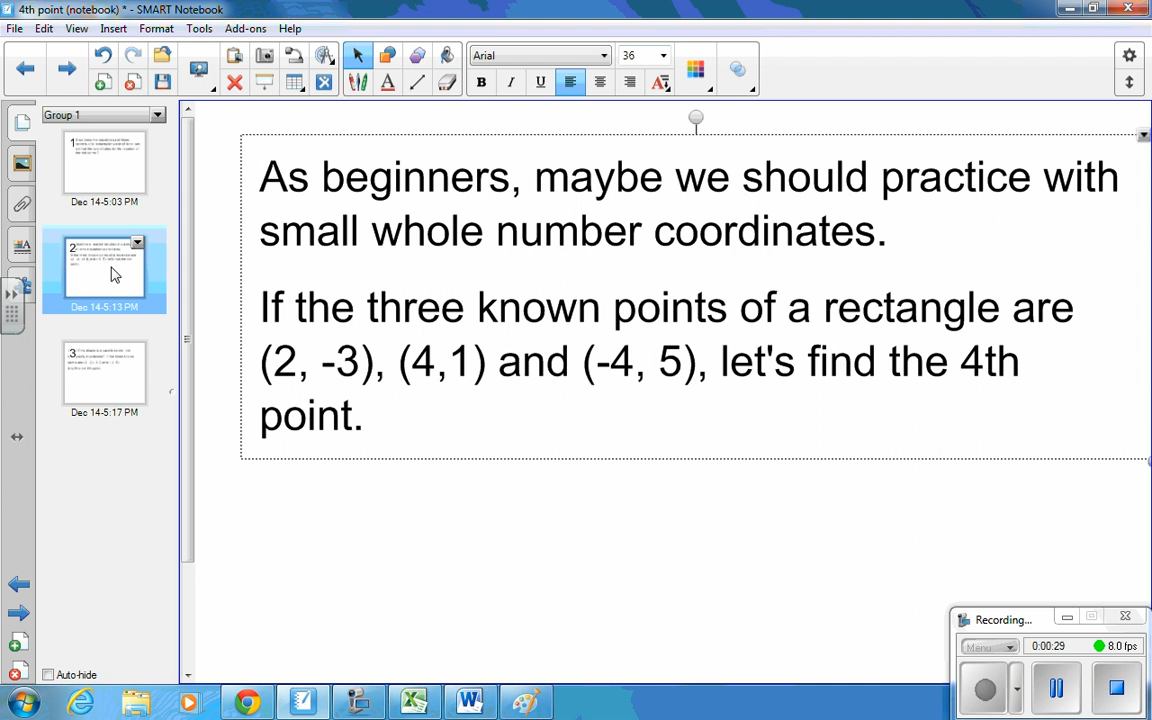 4th point (notebook) * - SMART Notebook
File Edit View Insert Format Tools Add-ons Help
Arial 36
B I U
Group 1
1
Dec 14-5:03 PM
2
Dec 14-5:13 PM
3
Dec 14-5:17 PM
As beginners, maybe we should practice with
small whole number coordinates.
If the three known points of a rectangle are
(2, -3), (4,1) and (-4, 5), let's find the 4th
point.
Auto-hide
Recording...
Menu 0:00:29 8.0 fps